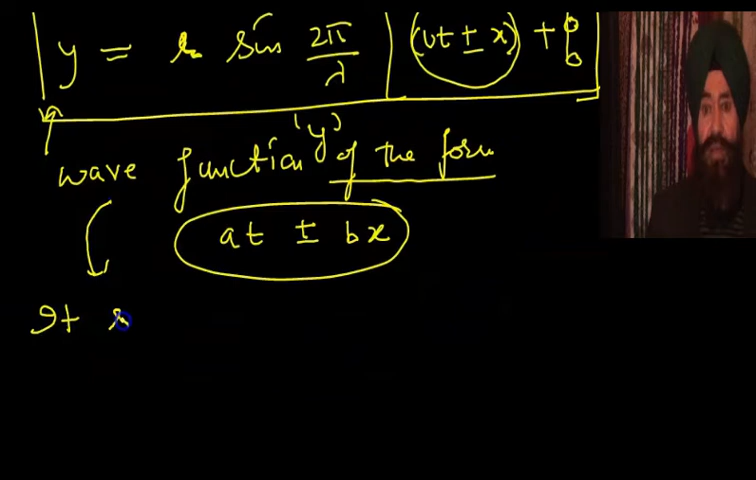 y = r sin 2π/λ (vt ± x) + φ₀
wave function 'y' of the form
at ± bx
It